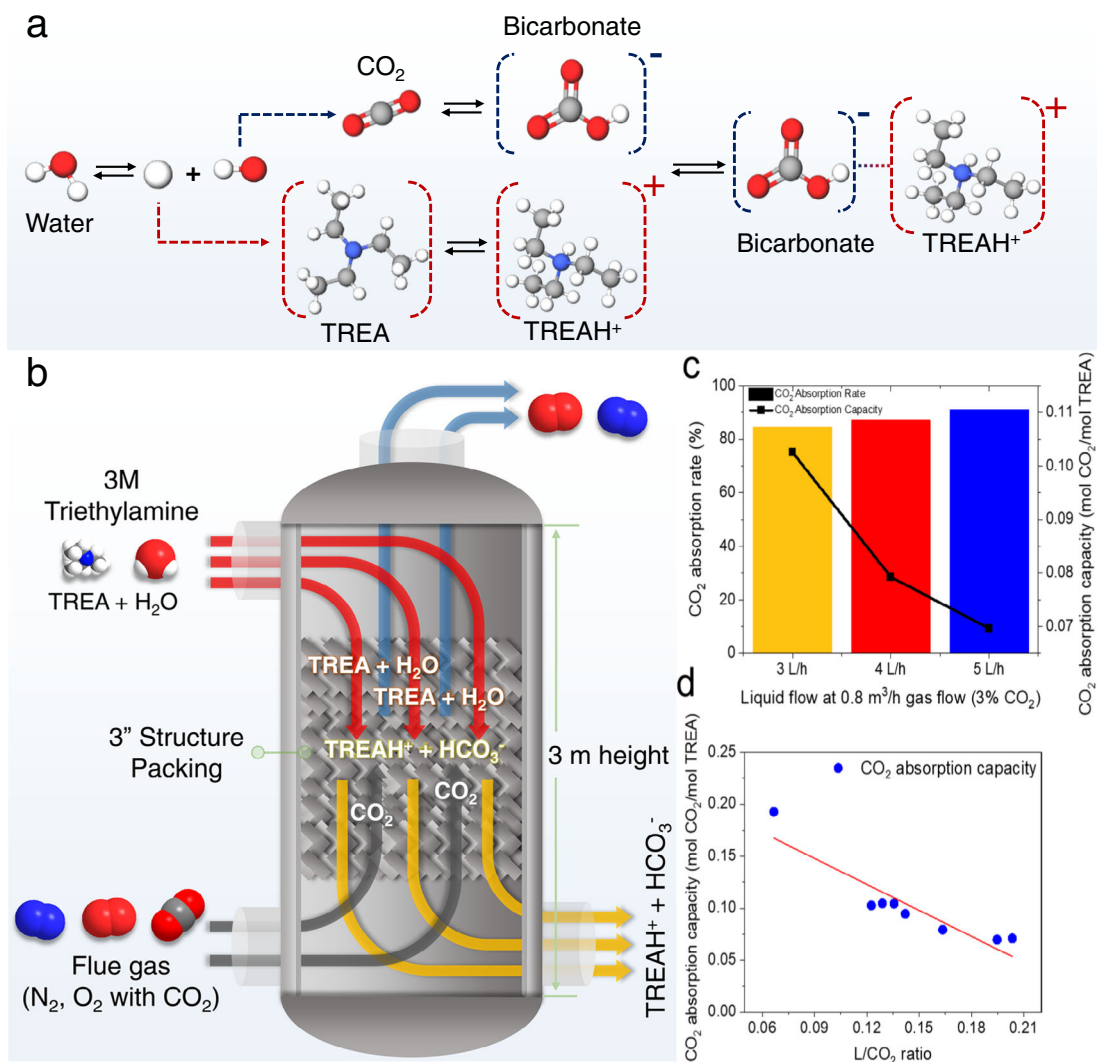 a
Bicarbonate
CO₂
-
+
-
+
+
Water
TREA
TREAH⁺
Bicarbonate
TREAH⁺
b
3M
Triethylamine
TREA + H₂O
TREA + H₂O
TREA + H₂O
3” Structure
Packing
TREAH⁺ + HCO₃⁻
3 m height
CO₂
CO₂
Flue gas
(N₂, O₂ with CO₂)
TREAH⁺ + HCO₃⁻
c
CO₂ Absorption Rate
CO₂ Absorption Capacity
CO₂ absorption rate (%)
100
80
60
40
20
0
CO₂ absorption capacity (mol CO₂/mol TREA)
0.11
0.10
0.09
0.08
0.07
3 L/h
4 L/h
5 L/h
Liquid flow at 0.8 m³/h gas flow (3% CO₂)
d
CO₂ absorption capacity
CO₂ absorption capacity (mol CO₂/mol TREA)
0.25
0.20
0.15
0.10
0.05
0.00
0.06
0.09
0.12
0.15
0.18
0.21
L/CO₂ ratio